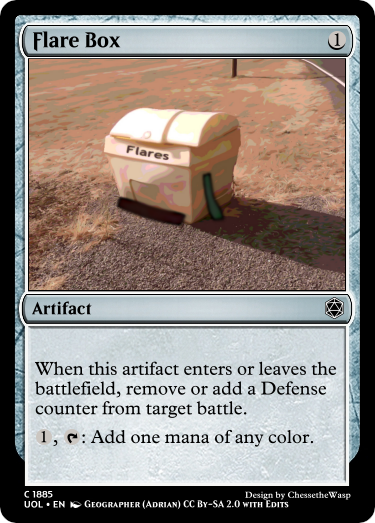 Flare Box
1
Flares
Artifact
When this artifact enters or leaves the
battlefield, remove or add a Defense
counter from target battle.
1, : Add one mana of any color.
C 1885
Design by ChessetheWasp
UOL • EN Geographer (Adrian) CC By-SA 2.0 with Edits